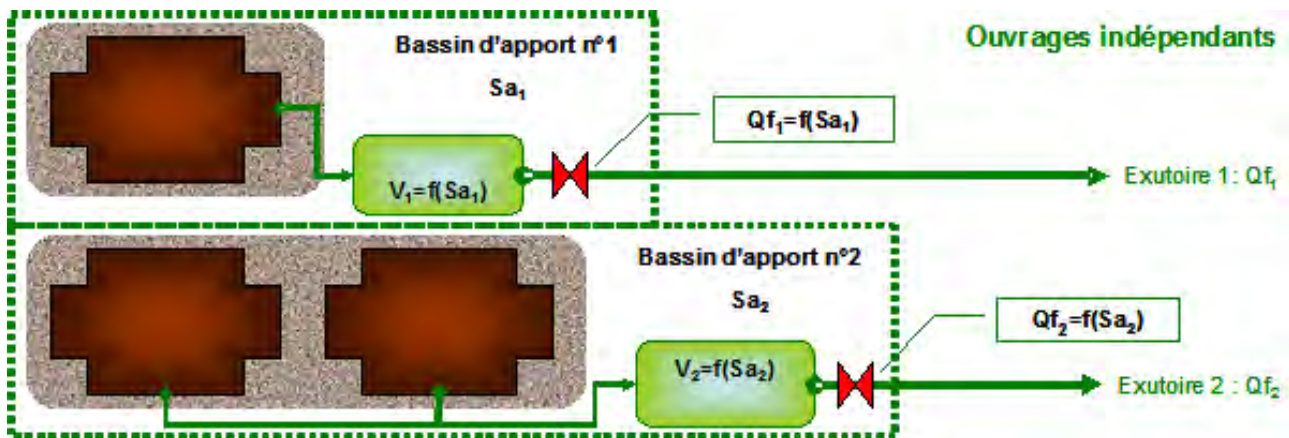 Bassin d'apport n°1
Sa₁
Ouvrages indépendants
Qf₁=f(Sa₁)
V₁=f(Sa₁)
Exutoire 1 : Qf₁
Bassin d'apport n°2
Sa₂
Qf₂=f(Sa₂)
V₂=f(Sa₂)
Exutoire 2 : Qf₂